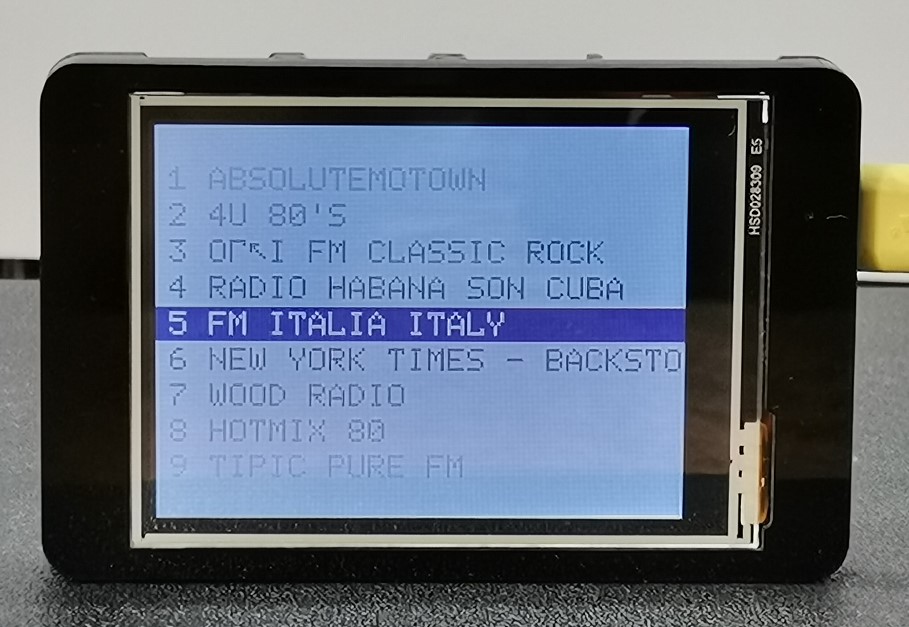 1 ABSOLUTEMOTOWN
2 4U 80'S
3 FM CLASSIC ROCK
4 RADIO HABANA SON CUBA
5 FM ITALIA ITALY
6 NEW YORK TIMES - BACKSTO
7 WOOD RADIO
8 HOTMIX 80
9 TIPIC PURE FM
HSD028309 E5